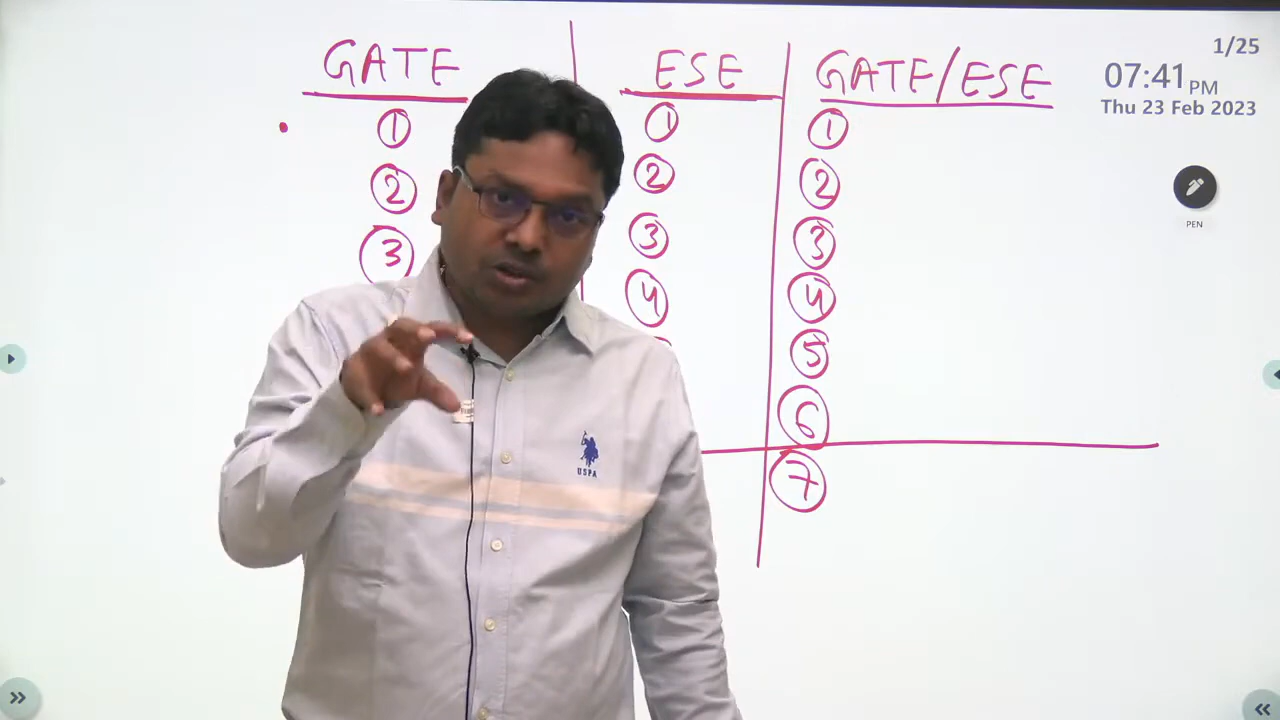 GATE ESE GATE/ESE
1/25
07:41 PM
Thu 23 Feb 2023
① ① ①
② ② ②
③ ③ ③
④ ④
⑤
⑥
⑦
PEN
USPA